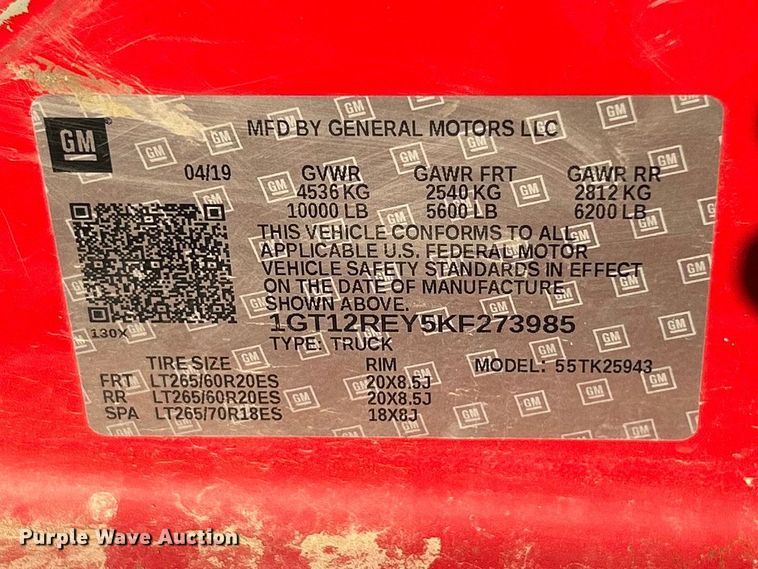 GM
MFD BY GENERAL MOTORS LLC
04/19 GVWR GAWR FRT GAWR RR
4536 KG 2540 KG 2812 KG
10000 LB 5600 LB 6200 LB
THIS VEHICLE CONFORMS TO ALL
APPLICABLE U.S. FEDERAL MOTOR
VEHICLE SAFETY STANDARDS IN EFFECT
ON THE DATE OF MANUFACTURE
SHOWN ABOVE.
130X
1GT12REY5KF273985
TYPE: TRUCK
TIRE SIZE RIM MODEL: 55TK25943
FRT LT265/60R20ES 20X8.5J
RR LT265/60R20ES 20X8.5J
SPA LT265/70R18ES 18X8J
Purple Wave Auction